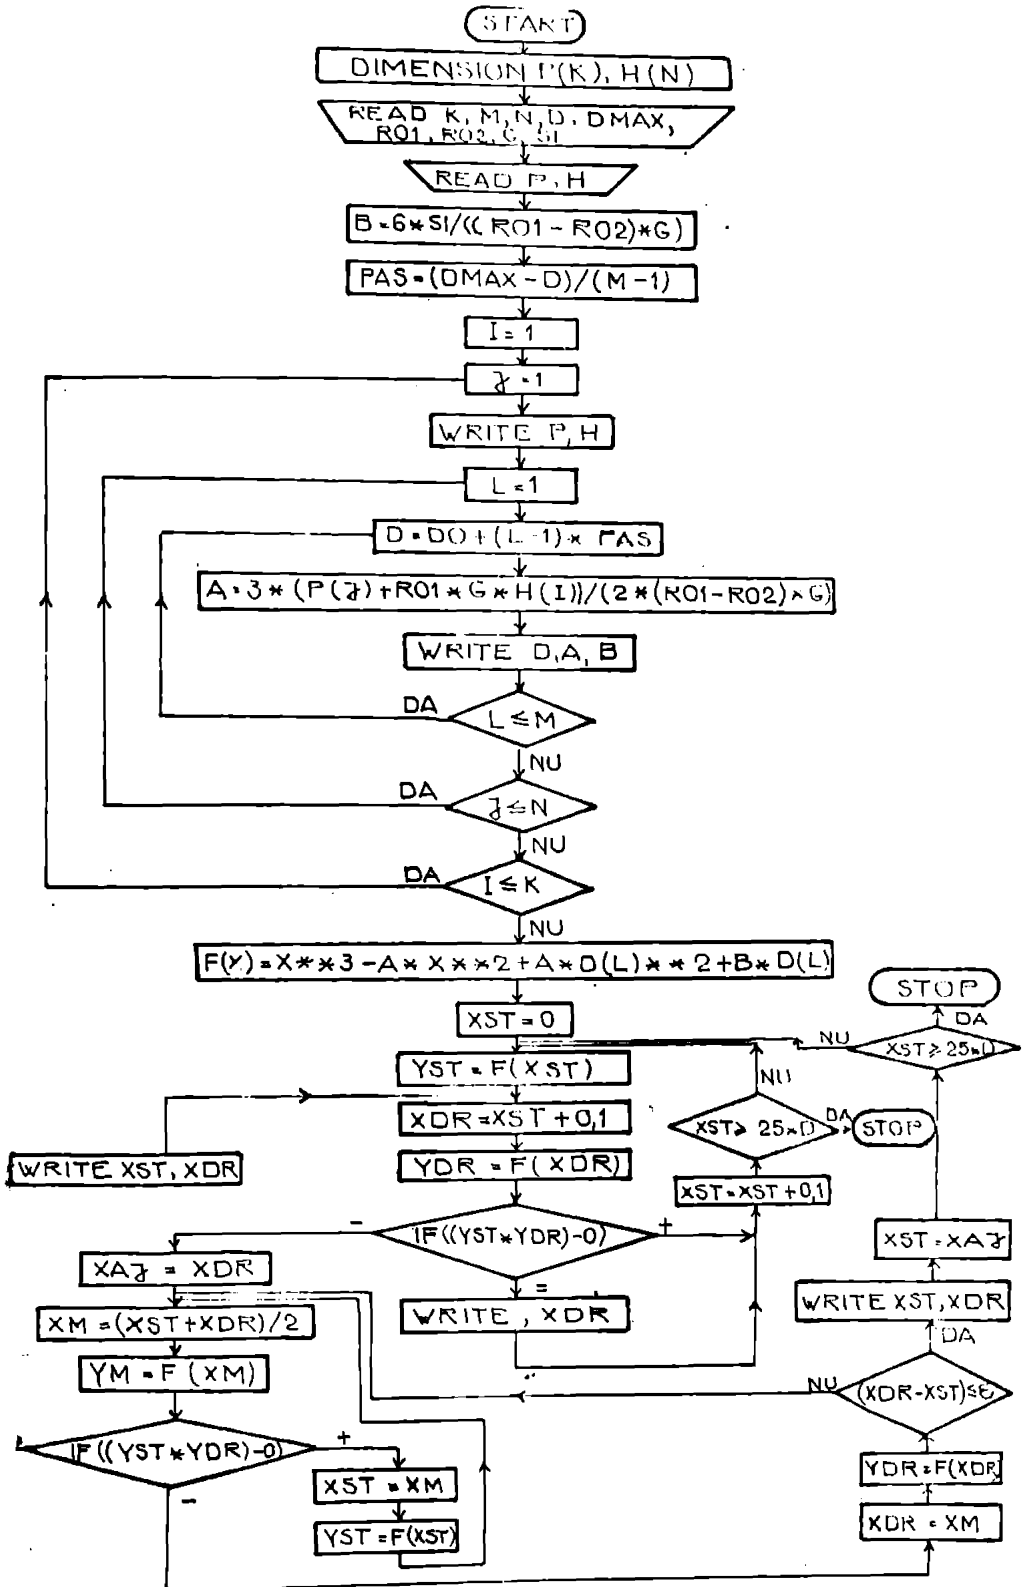 START
DIMENSION P(K), H(N)
READ K, M, N, D, DMAX,
RO1, RO2, G, SI
READ P, H
B=6*SI/((RO1-RO2)*G)
PAS=(DMAX-D)/(M-1)
I=1
J=1
WRITE P, H
L=1
D=DO+(L-1)*PAS
A=3*(P(J)+RO1*G*H(I))/(2*(RO1-RO2)*G)
WRITE D,A,B
DA
L≤M
NU
DA
J≤N
NU
DA
I≤K
NU
F(X)=X**3-A*X**2+A*D(L)**2+B*D(L)
STOP
DA
XST=0
NU
XST≥25*D
YST=F(XST)
NU
XDR=XST+0,1
XST≥25*D
DA
STOP
WRITE XST, XDR
YDR=F(XDR)
XST=XST+0,1
-
IF((YST*YDR)-0)
+
XST=XAJ
XAJ=XDR
=
WRITE, XDR
WRITE XST, XDR
XM=(XST+XDR)/2
DA
YM=F(XM)
NU
(XDR-XST)≤ε
IF((YST*YDR)-0)
+
YDR=F(XDR)
XST=XM
-
XDR=XM
YST=F(XST)